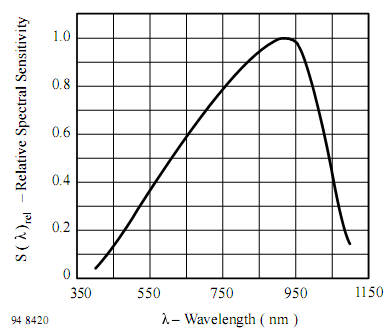 S ( λ )rel – Relative Spectral Sensitivity
1.0
0.8
0.6
0.4
0.2
0
350 550 750 950 1150
94 8420
λ – Wavelength ( nm )